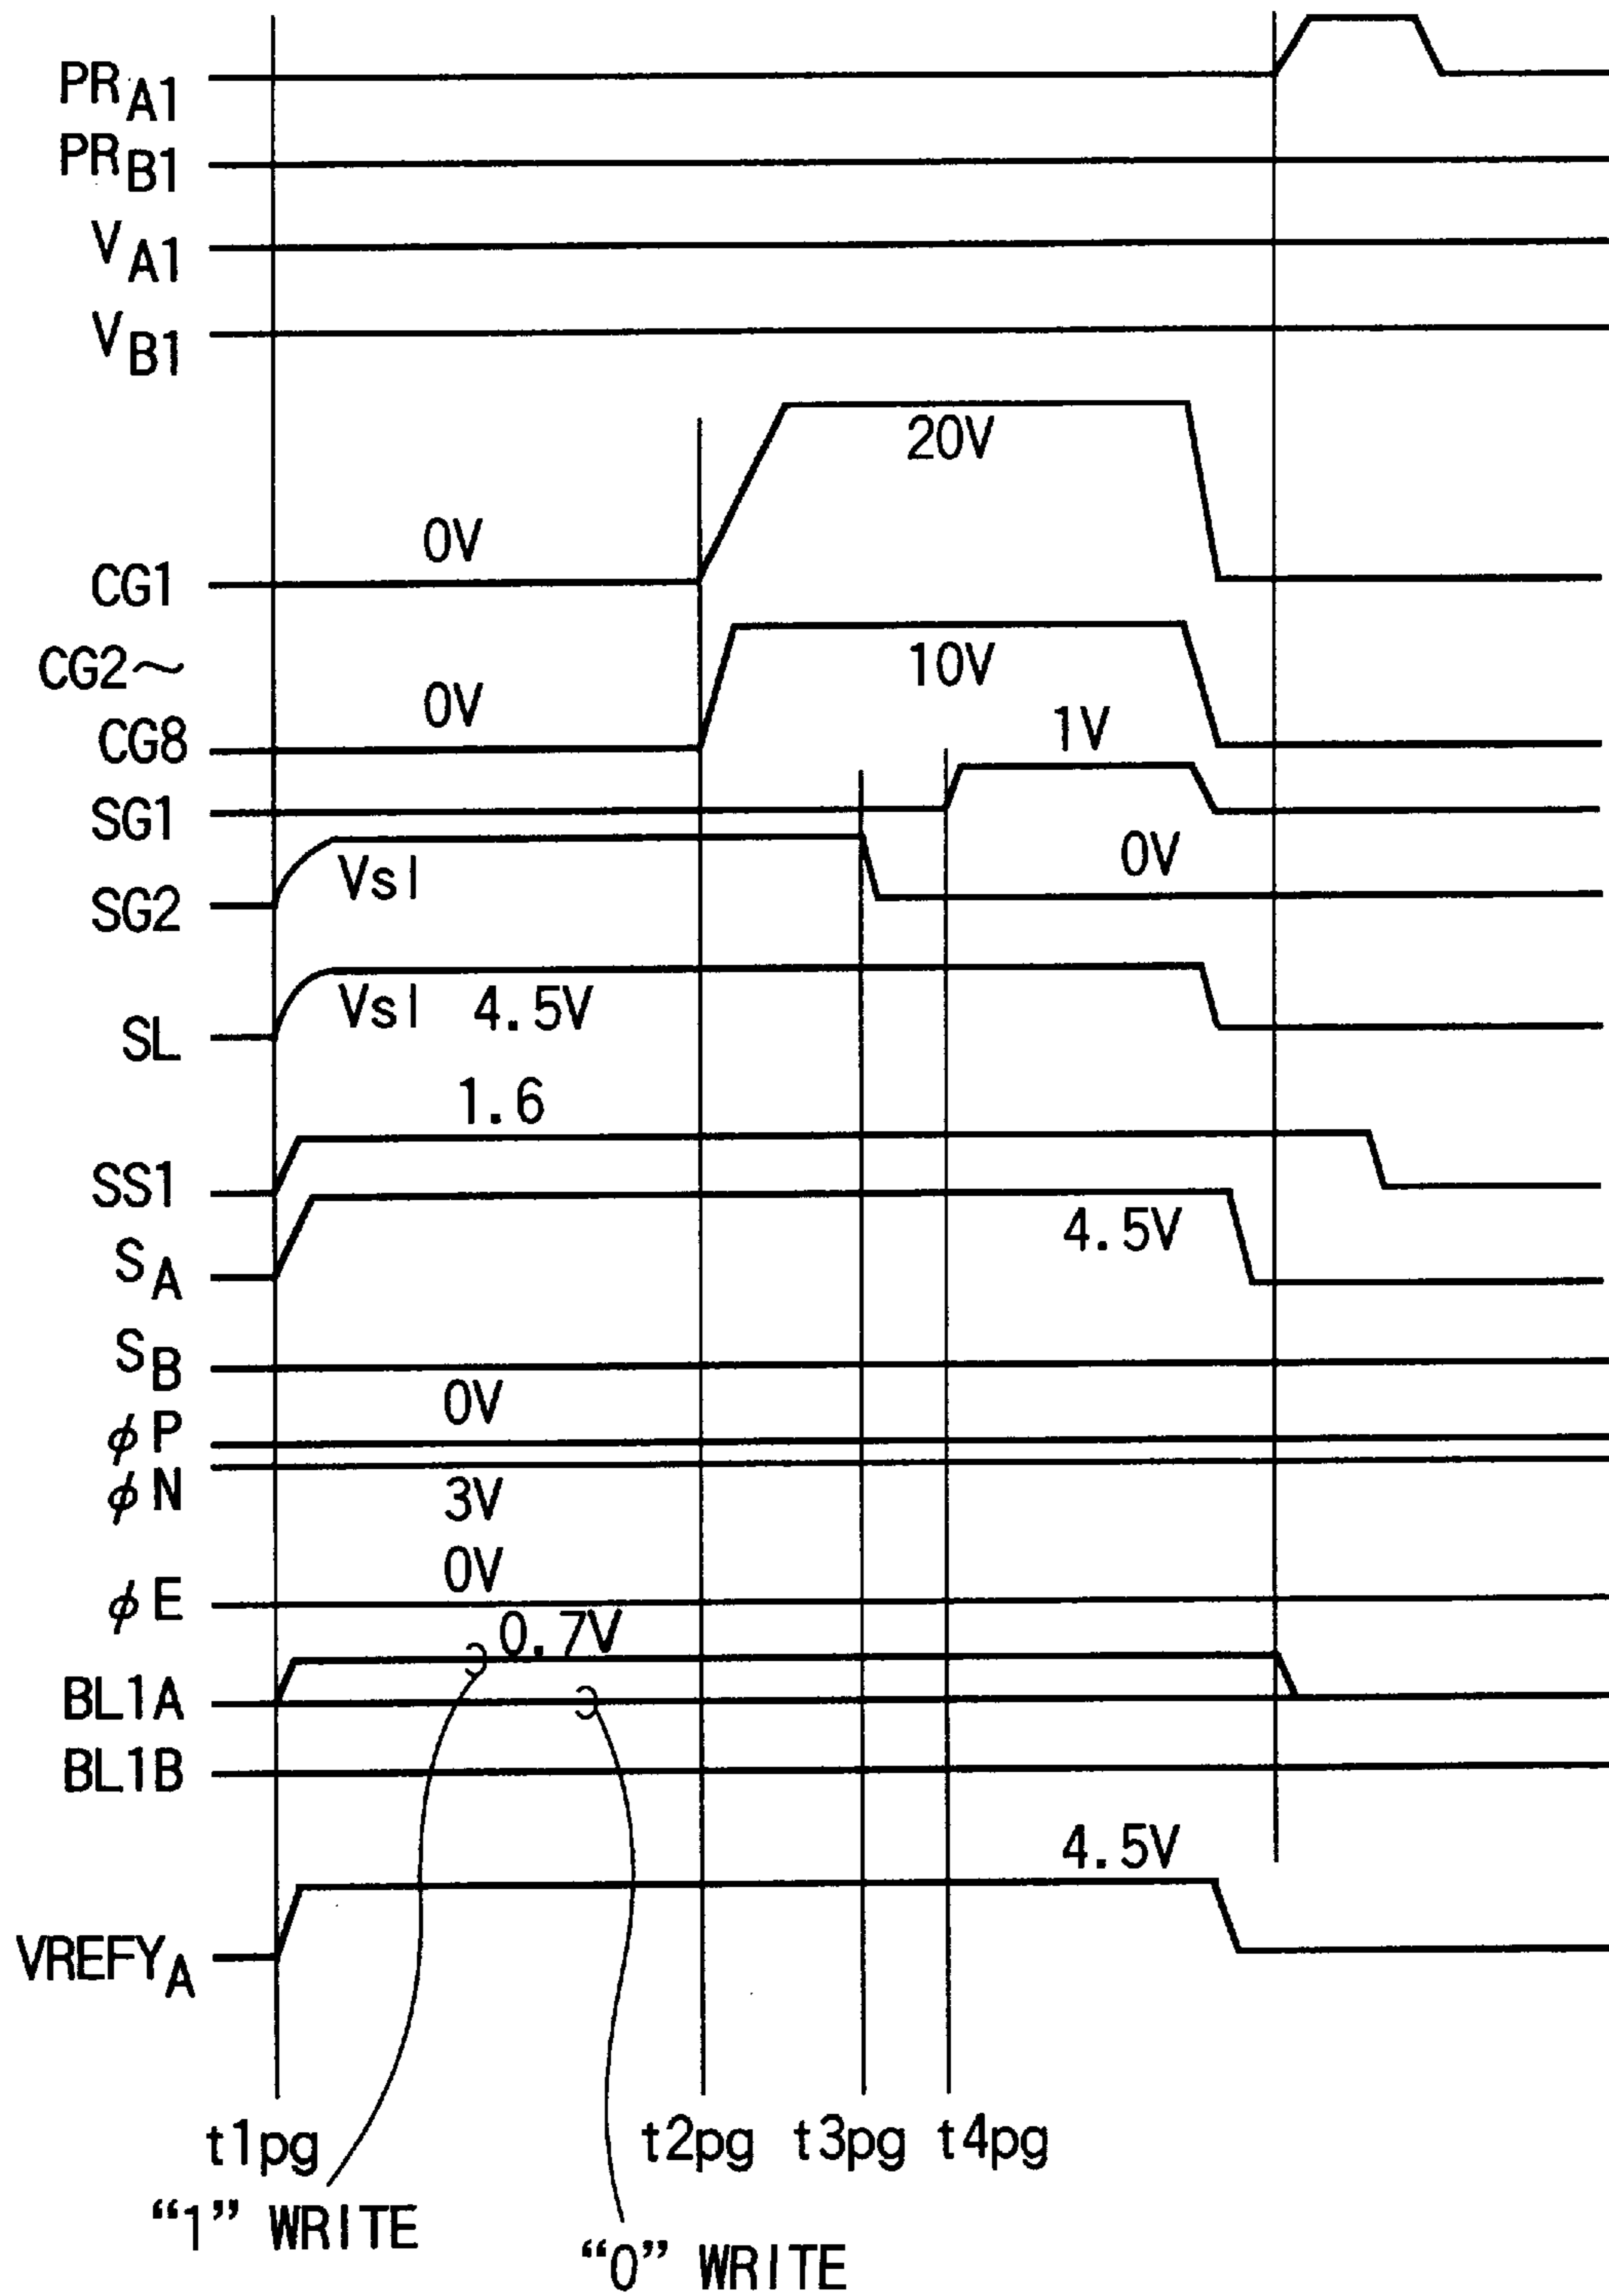 PRA1
PRB1
VA1
VB1
20V
0V
CG1
CG2~
10V
0V
CG8
1V
SG1
0V
Vsl
SG2
Vsl 4.5V
SL
1.6
SS1
4.5V
SA
SB
0V
φP
φN
3V
0V
φE
0.7V
BL1A
BL1B
4.5V
VREFYA
t1pg t2pg t3pg t4pg
“1” WRITE
“0” WRITE